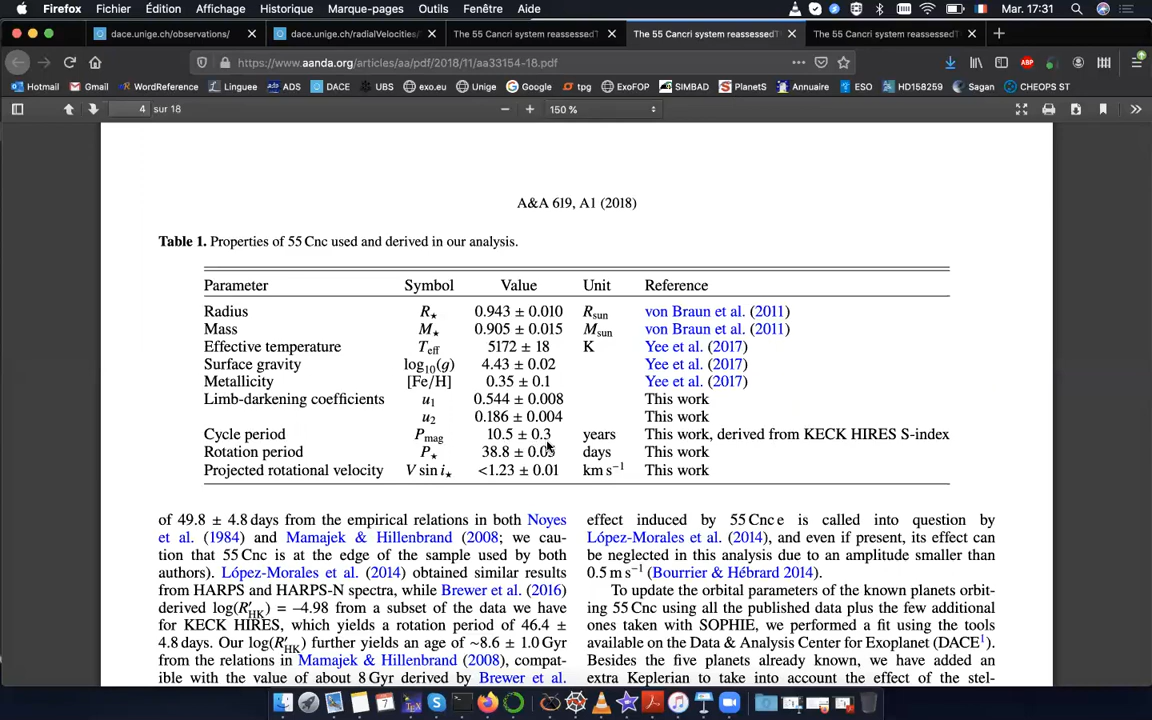 Firefox Fichier Édition Affichage Historique Marque-pages Outils Fenêtre Aide Mar. 17:31
dace.unige.ch/observations/ dace.unige.ch/radialVelocities/ The 55 Cancri system reassessed The 55 Cancri system reassessed The 55 Cancri system reassessed
https://www.aanda.org/articles/aa/pdf/2018/11/aa33154-18.pdf
Hotmail Gmail WordReference Linguee ADS DACE UBS exo.eu Unige Google tpg ExoFOP SIMBAD PlanetS Annuaire ESO HD158259 Sagan CHEOPS ST
4 sur 18 150 %
A&A 619, A1 (2018)
Table 1. Properties of 55 Cnc used and derived in our analysis.
Parameter Symbol Value Unit Reference
Radius R⋆ 0.943 ± 0.010 Rsun von Braun et al. (2011)
Mass M⋆ 0.905 ± 0.015 Msun von Braun et al. (2011)
Effective temperature Teff 5172 ± 18 K Yee et al. (2017)
Surface gravity log10(g) 4.43 ± 0.02 Yee et al. (2017)
Metallicity [Fe/H] 0.35 ± 0.1 Yee et al. (2017)
Limb-darkening coefficients u1 0.544 ± 0.008 This work
u2 0.186 ± 0.004 This work
Cycle period Pmag 10.5 ± 0.3 years This work, derived from KECK HIRES S-index
Rotation period P⋆ 38.8 ± 0.05 days This work
Projected rotational velocity V sin i⋆ <1.23 ± 0.01 km s−1 This work
of 49.8 ± 4.8 days from the empirical relations in both Noyes
et al. (1984) and Mamajek & Hillenbrand (2008; we cau-
tion that 55 Cnc is at the edge of the sample used by both
authors). López-Morales et al. (2014) obtained similar results
from HARPS and HARPS-N spectra, while Brewer et al. (2016)
derived log(R′HK) = −4.98 from a subset of the data we have
for KECK HIRES, which yields a rotation period of 46.4 ±
4.8 days. Our log(R′HK) further yields an age of ~8.6 ± 1.0 Gyr
from the relations in Mamajek & Hillenbrand (2008), compat-
ible with the value of about 8 Gyr derived by Brewer et al.
effect induced by 55 Cnc e is called into question by
López-Morales et al. (2014), and even if present, its effect can
be neglected in this analysis due to an amplitude smaller than
0.5 m s−1 (Bourrier & Hébrard 2014).
To update the orbital parameters of the known planets orbit-
ing 55 Cnc using all the published data plus the few additional
ones taken with SOPHIE, we performed a fit using the tools
available on the Data & Analysis Center for Exoplanet (DACE1)
Besides the five planets already known, we have added an
extra Keplerian to take into account the effect of the stel-